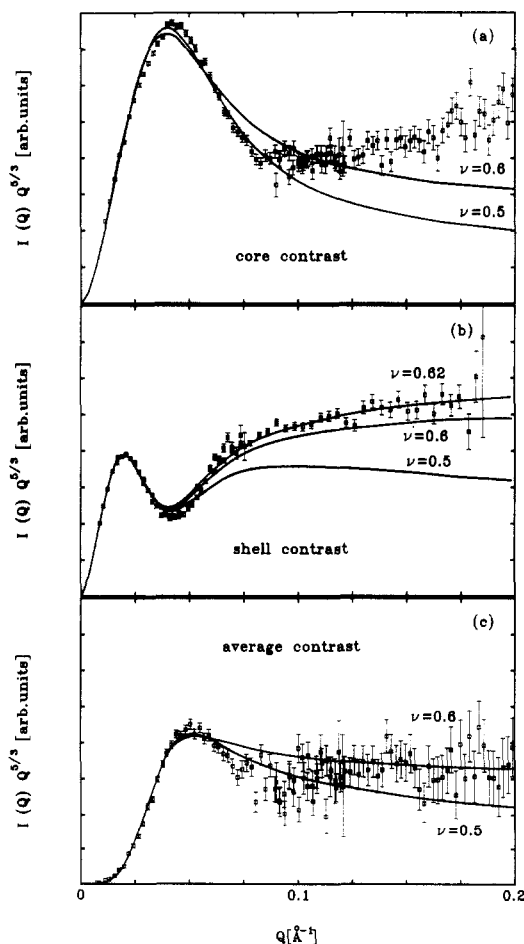 (a)
I (Q) Q^{5/3} [arb.units]
ν=0.6
ν=0.5
core contrast
(b)
I (Q) Q^{5/3} [arb.units]
ν=0.62
ν=0.6
ν=0.5
shell contrast
(c)
I (Q) Q^{5/3} [arb.units]
average contrast
ν=0.6
ν=0.5
0
0.1
0.2
Q[Å⁻¹]